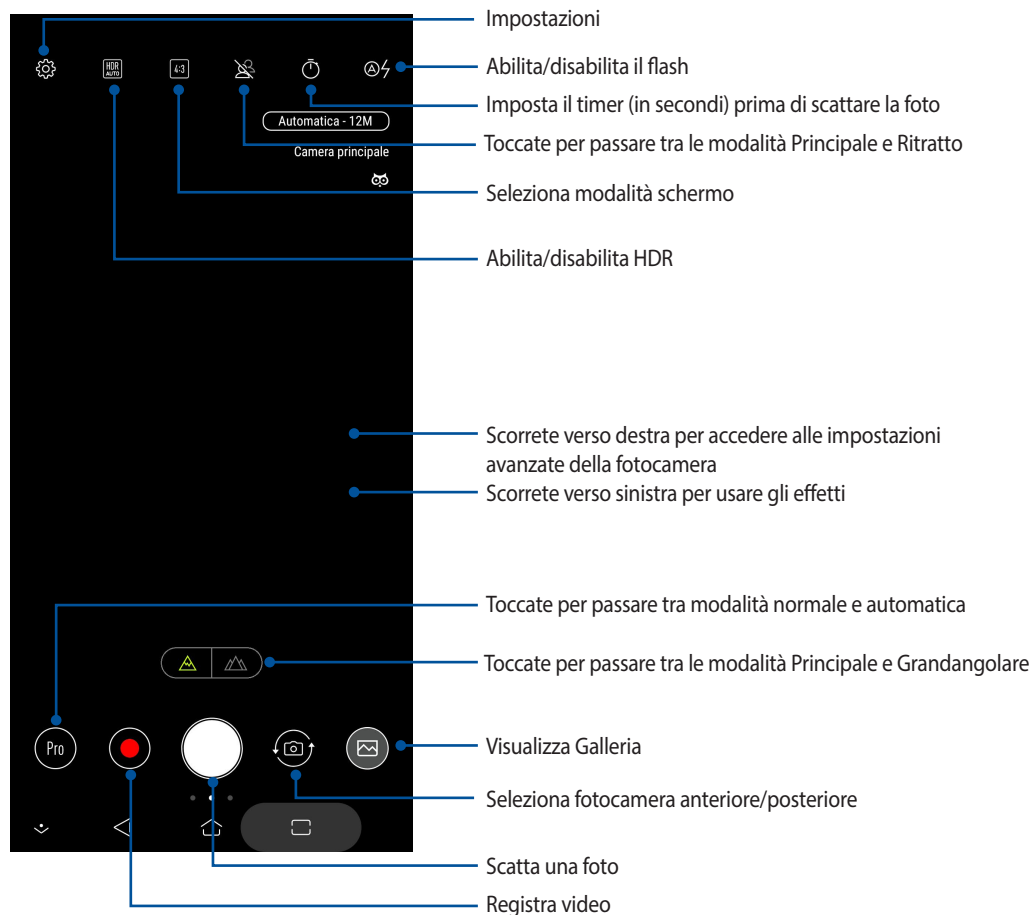 Impostazioni
HDR
AUTO
4:3
A
Abilita/disabilita il flash
Imposta il timer (in secondi) prima di scattare la foto
Automatica - 12M
Toccate per passare tra le modalità Principale e Ritratto
Camera principale
Seleziona modalità schermo
Abilita/disabilita HDR
Scorrete verso destra per accedere alle impostazioni
avanzate della fotocamera
Scorrete verso sinistra per usare gli effetti
Toccate per passare tra modalità normale e automatica
Toccate per passare tra le modalità Principale e Grandangolare
Pro
Visualizza Galleria
Seleziona fotocamera anteriore/posteriore
Scatta una foto
Registra video